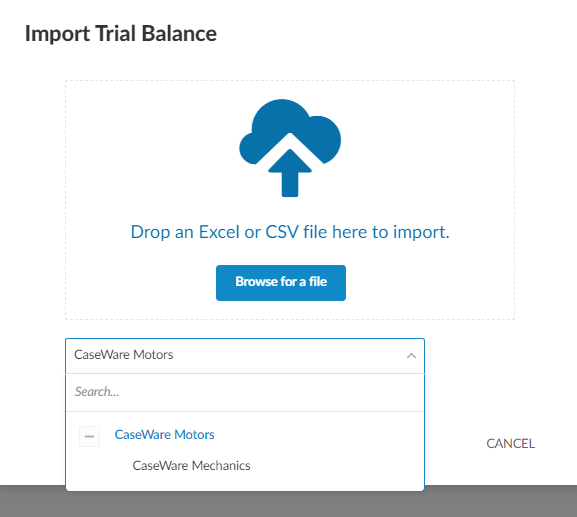 Import Trial Balance
Drop an Excel or CSV file here to import.
Browse for a file
CaseWare Motors
Search...
CaseWare Motors
CaseWare Mechanics
CANCEL